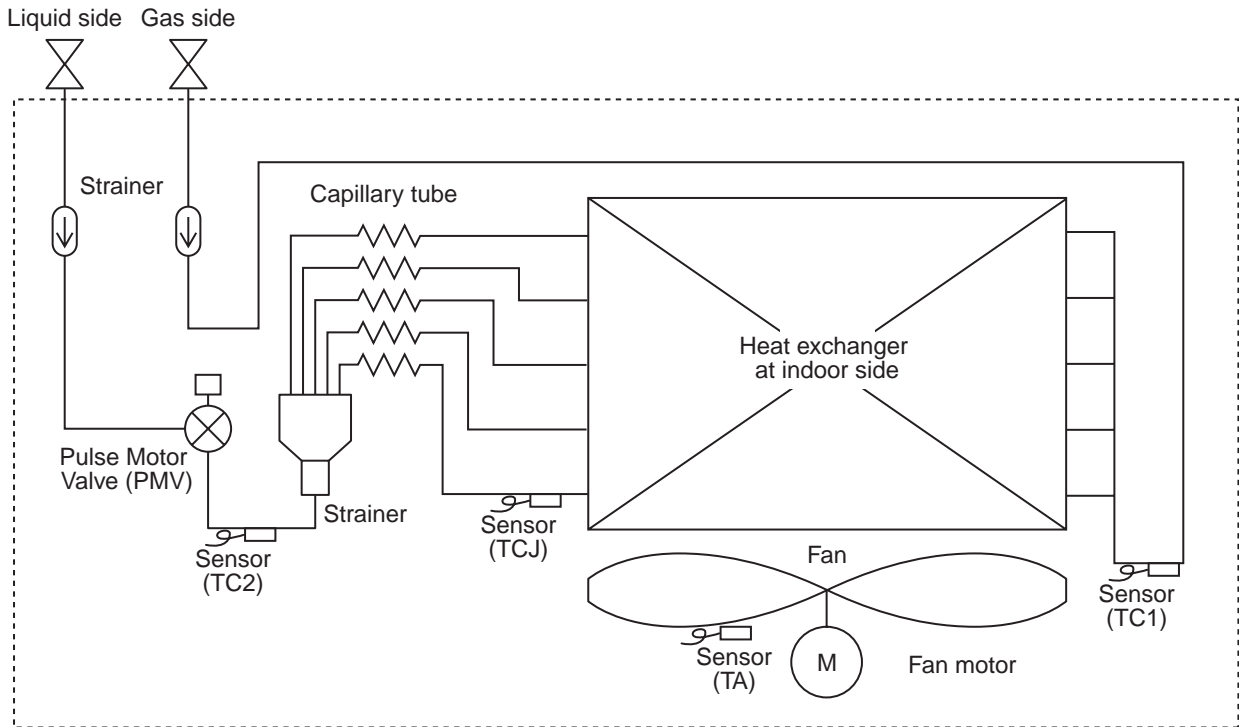 Liquid side
Gas side
Strainer
Capillary tube
Heat exchanger
at indoor side
Pulse Motor
Valve (PMV)
Strainer
Sensor
(TCJ)
Sensor
(TC2)
Fan
Sensor
(TC1)
Sensor
(TA)
M
Fan motor